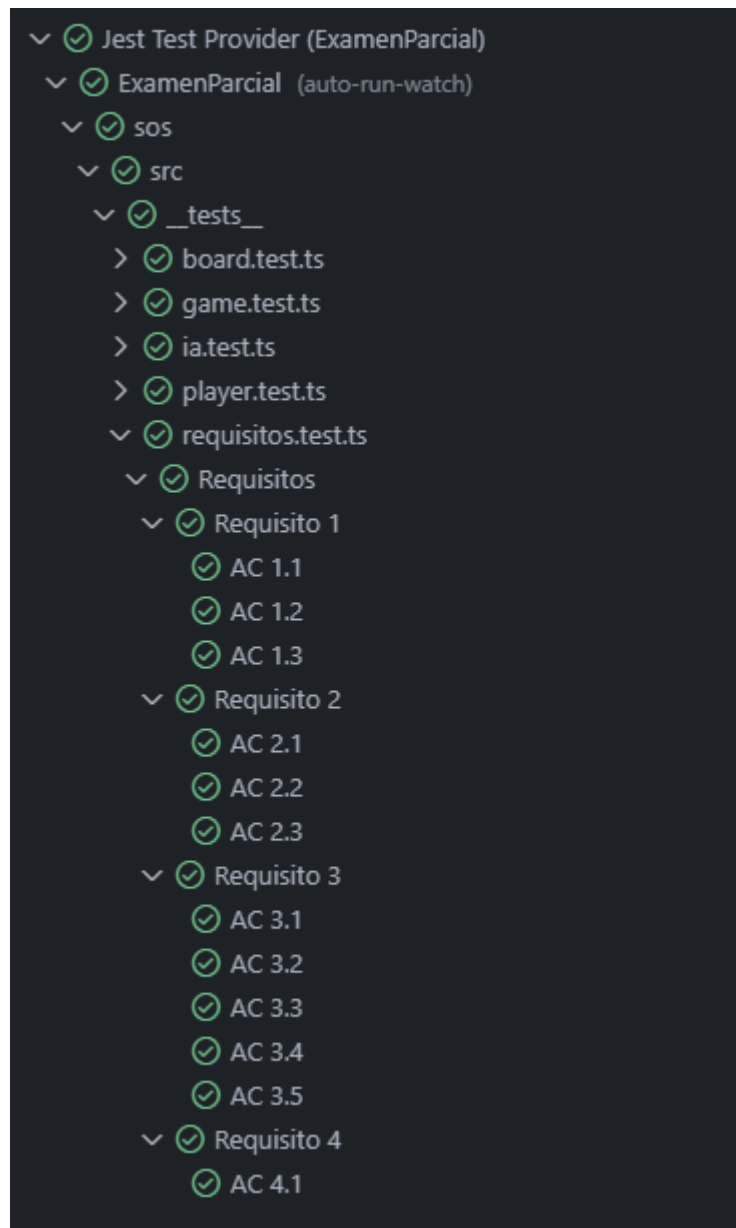 Jest Test Provider (ExamenParcial)
ExamenParcial (auto-run-watch)
sos
src
__tests__
board.test.ts
game.test.ts
ia.test.ts
player.test.ts
requisitos.test.ts
Requisitos
Requisito 1
AC 1.1
AC 1.2
AC 1.3
Requisito 2
AC 2.1
AC 2.2
AC 2.3
Requisito 3
AC 3.1
AC 3.2
AC 3.3
AC 3.4
AC 3.5
Requisito 4
AC 4.1